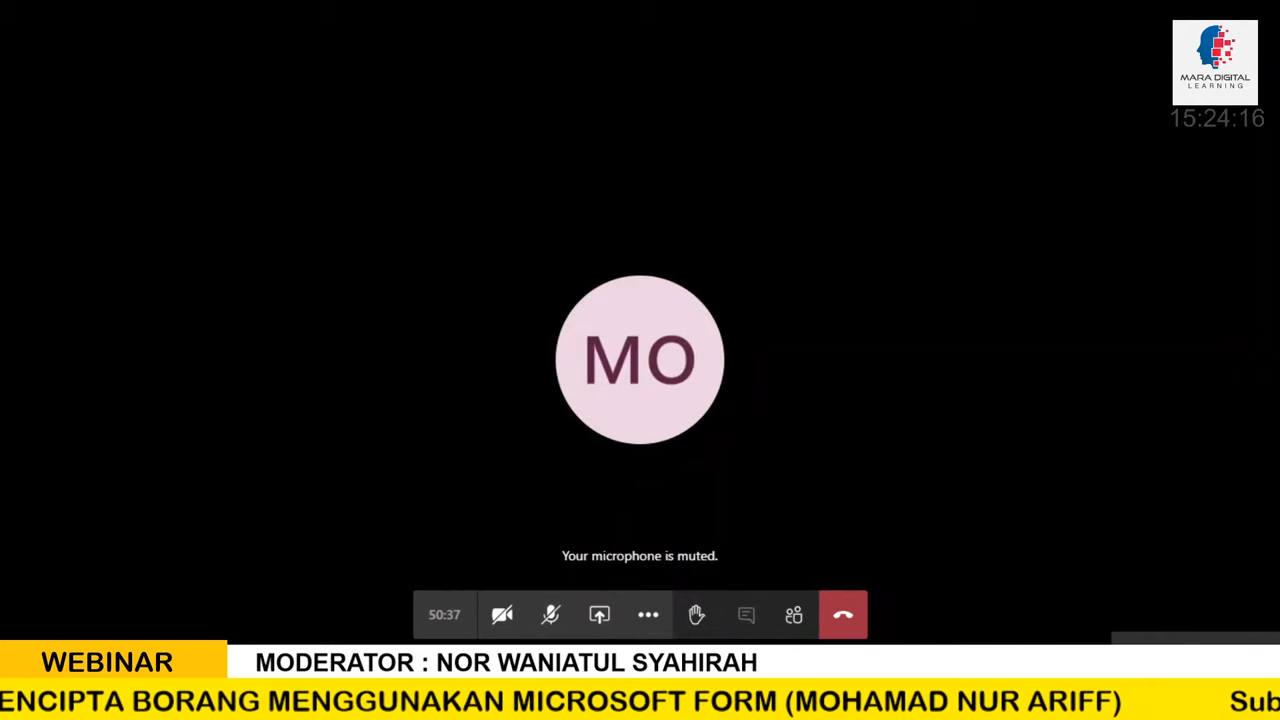 MARA DIGITAL
LEARNING
15:24:16
MO
Your microphone is muted.
50:37
WEBINAR
MODERATOR : NOR WANIATUL SYAHIRAH
ENCIPTA BORANG MENGGUNAKAN MICROSOFT FORM (MOHAMAD NUR ARIFF) Sub